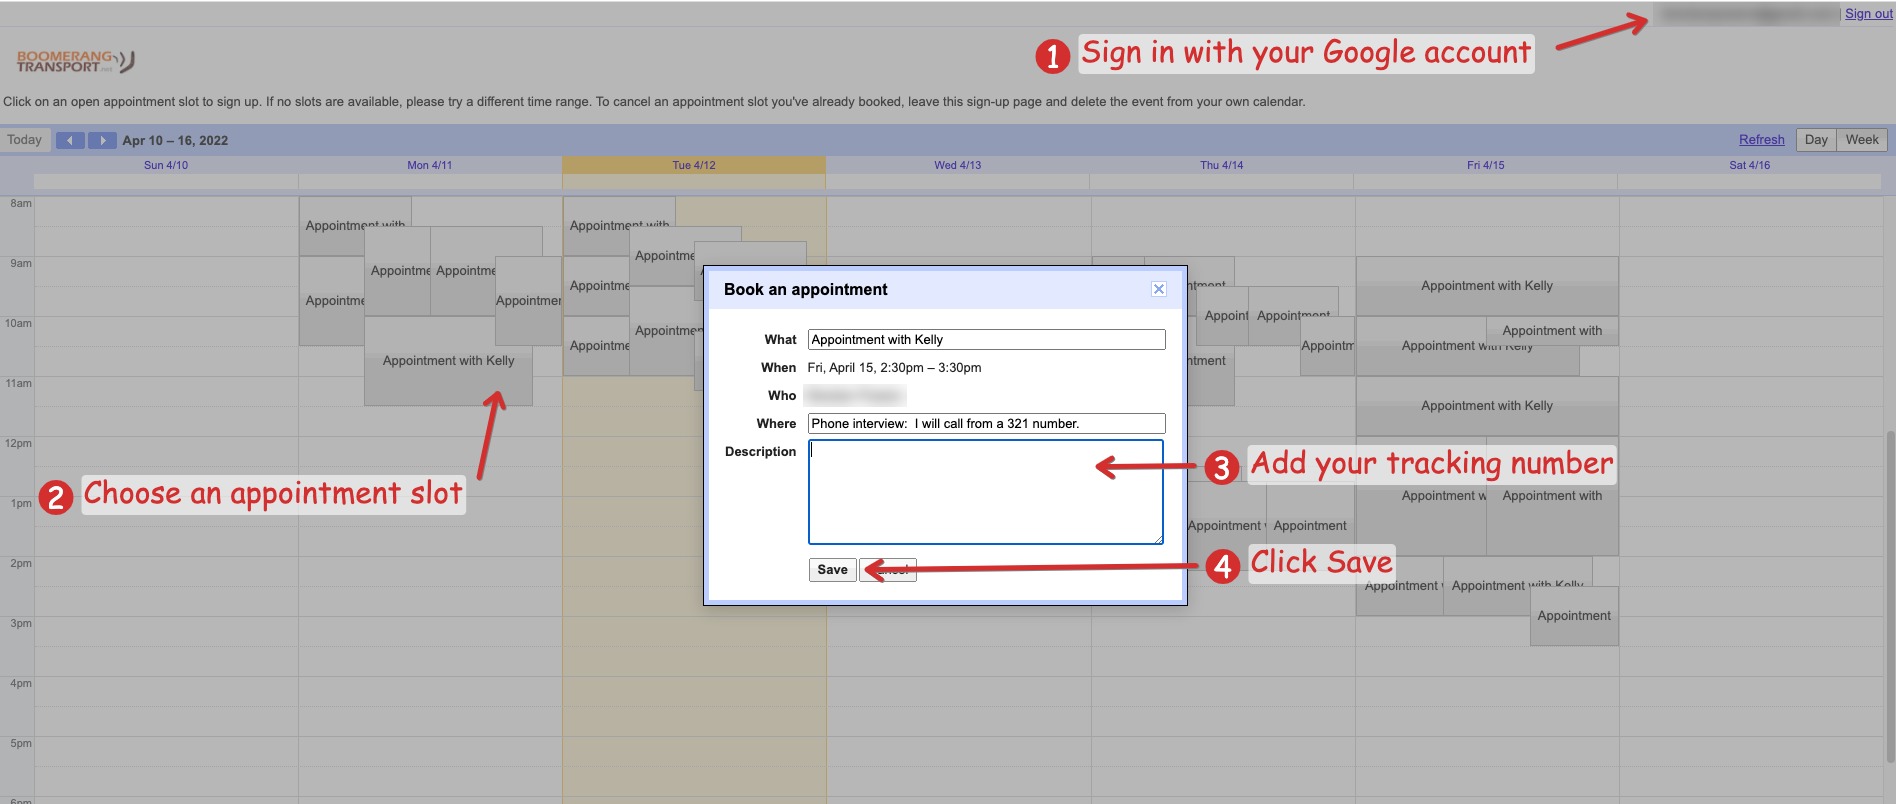 Sign out
1 Sign in with your Google account
BOOMERANG
TRANSPORT.net
Click on an open appointment slot to sign up. If no slots are available, please try a different time range. To cancel an appointment slot you've already booked, leave this sign-up page and delete the event from your own calendar.
Today Apr 10 – 16, 2022 Refresh Day Week
Sun 4/10 Mon 4/11 Tue 4/12 Wed 4/13 Thu 4/14 Fri 4/15 Sat 4/16
8am
Appointment with
Appointment with
Appointme
9am
Appointme
Appointme
Appointme
Appointme
Appointmen
Appointment with Kelly
Appoint
Appointment
10am
Appointmen
Appointment with
Appointme
Appointm
Appointment with Kelly
Appointment with Kelly
11am
Appointment with Kelly
12pm
2 Choose an appointment slot
1pm
Appointment w
Appointment with
Appointment
Appointment
2pm
Appointment
Appointment with Kelly
Appointment
3pm
4pm
5pm
6pm
Book an appointment
What Appointment with Kelly
When Fri, April 15, 2:30pm – 3:30pm
Who
Where Phone interview: I will call from a 321 number.
Description
3 Add your tracking number
Save Cancel
4 Click Save